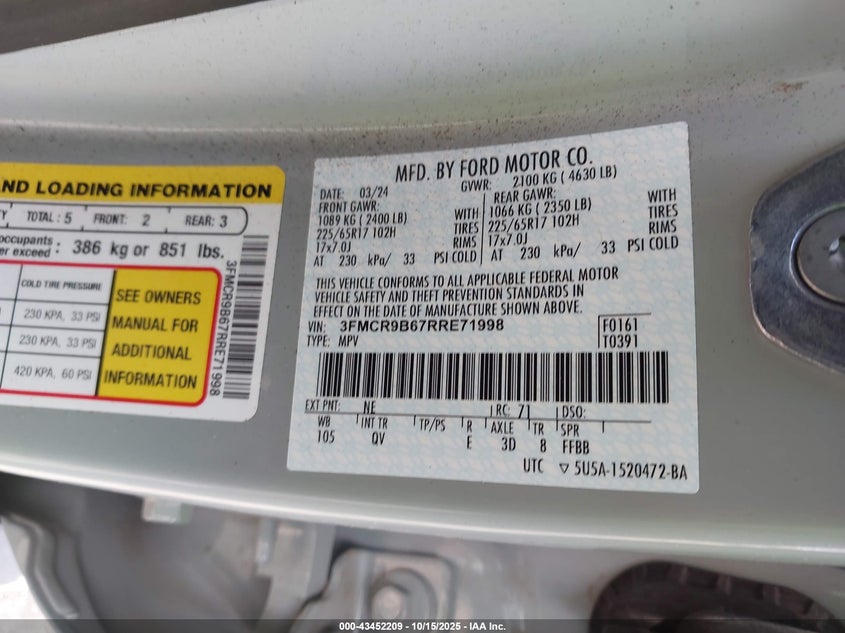 ND LOADING INFORMATION
TOTAL: 5 FRONT: 2 REAR: 3
occupants:
er exceed : 386 kg or 851 lbs.
COLD TIRE PRESSURE
230 KPA, 33 PSI
230 KPA, 33 PSI
420 KPA, 60 PSI
SEE OWNERS
MANUAL FOR
ADDITIONAL
INFORMATION
3FMCR9B67RRE71998
MFD. BY FORD MOTOR CO.
DATE: 03/24 GVWR: 2100 KG ( 4630 LB)
FRONT GAWR: REAR GAWR:
1089 KG ( 2400 LB) WITH 1066 KG ( 2350 LB) WITH
225/65R17 102H TIRES 225/65R17 102H TIRES
17x7.0J RIMS 17x7.0J RIMS
AT 230 kPa/ 33 PSI COLD AT 230 kPa/ 33 PSI COLD
THIS VEHICLE CONFORMS TO ALL APPLICABLE FEDERAL MOTOR
VEHICLE SAFETY AND THEFT PREVENTION STANDARDS IN
EFFECT ON THE DATE OF MANUFACTURE SHOWN ABOVE.
VIN: 3FMCR9B67RRE71998 F0161
TYPE: MPV T0391
EXT PNT: NE RC: 71 DSO:
WB INT TR TP/PS R AXLE TR SPR
105 QV E 3D 8 FFBB
UTC ▽ 5U5A-1520472-BA
000-43452209 - 10/15/2025 - IAA Inc.